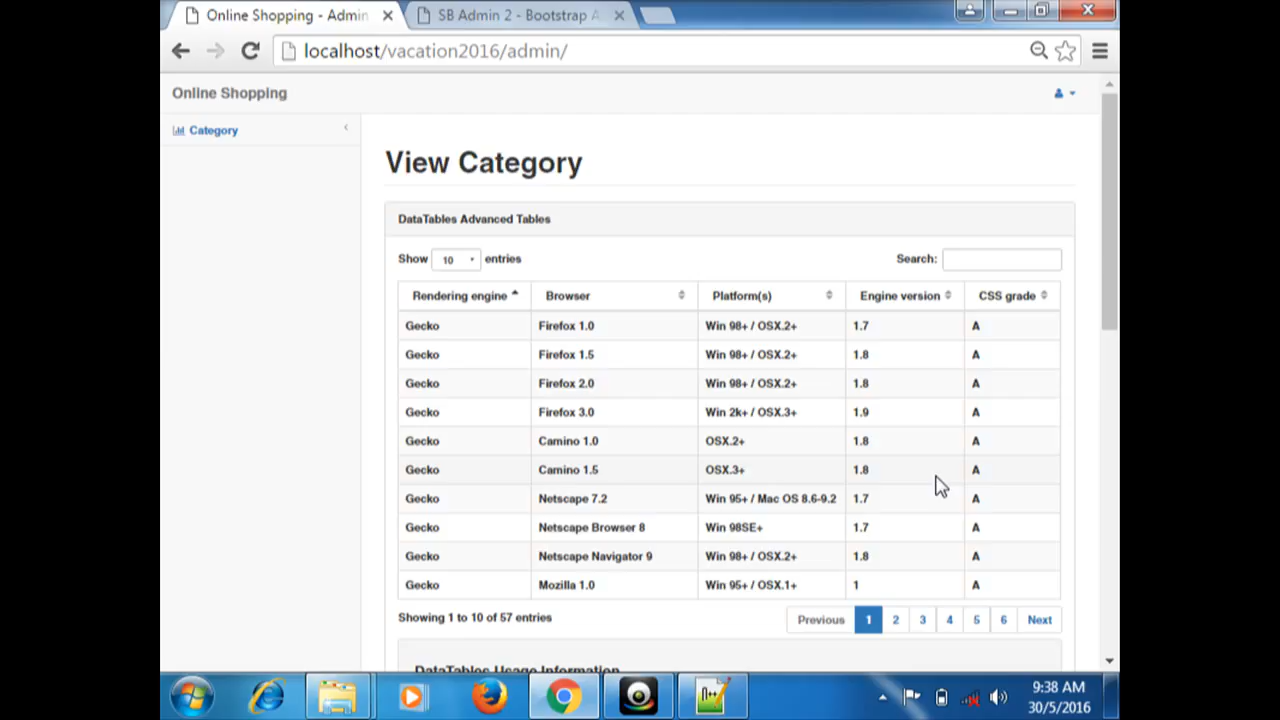 Online Shopping - Admin
SB Admin 2 - Bootstrap A
localhost/vacation2016/admin/
Online Shopping
Category
View Category
DataTables Advanced Tables
Show 10 entries
Search:
Rendering engine Browser Platform(s) Engine version CSS grade
Gecko Firefox 1.0 Win 98+ / OSX.2+ 1.7 A
Gecko Firefox 1.5 Win 98+ / OSX.2+ 1.8 A
Gecko Firefox 2.0 Win 98+ / OSX.2+ 1.8 A
Gecko Firefox 3.0 Win 2k+ / OSX.3+ 1.9 A
Gecko Camino 1.0 OSX.2+ 1.8 A
Gecko Camino 1.5 OSX.3+ 1.8 A
Gecko Netscape 7.2 Win 95+ / Mac OS 8.6-9.2 1.7 A
Gecko Netscape Browser 8 Win 98SE+ 1.7 A
Gecko Netscape Navigator 9 Win 98+ / OSX.2+ 1.8 A
Gecko Mozilla 1.0 Win 95+ / OSX.1+ 1 A
Showing 1 to 10 of 57 entries
Previous 1 2 3 4 5 6 Next
DataTables Usage Information
9:38 AM
30/5/2016